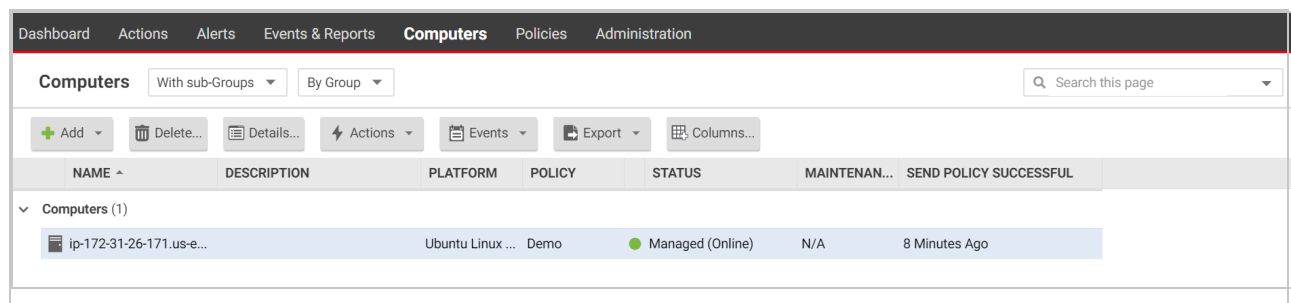 Dashboard Actions Alerts Events & Reports Computers Policies Administration
Computers With sub-Groups By Group Search this page
Add Delete... Details... Actions Events Export Columns...
NAME DESCRIPTION PLATFORM POLICY STATUS MAINTENAN... SEND POLICY SUCCESSFUL
Computers (1)
ip-172-31-26-171.us-e... Ubuntu Linux ... Demo Managed (Online) N/A 8 Minutes Ago